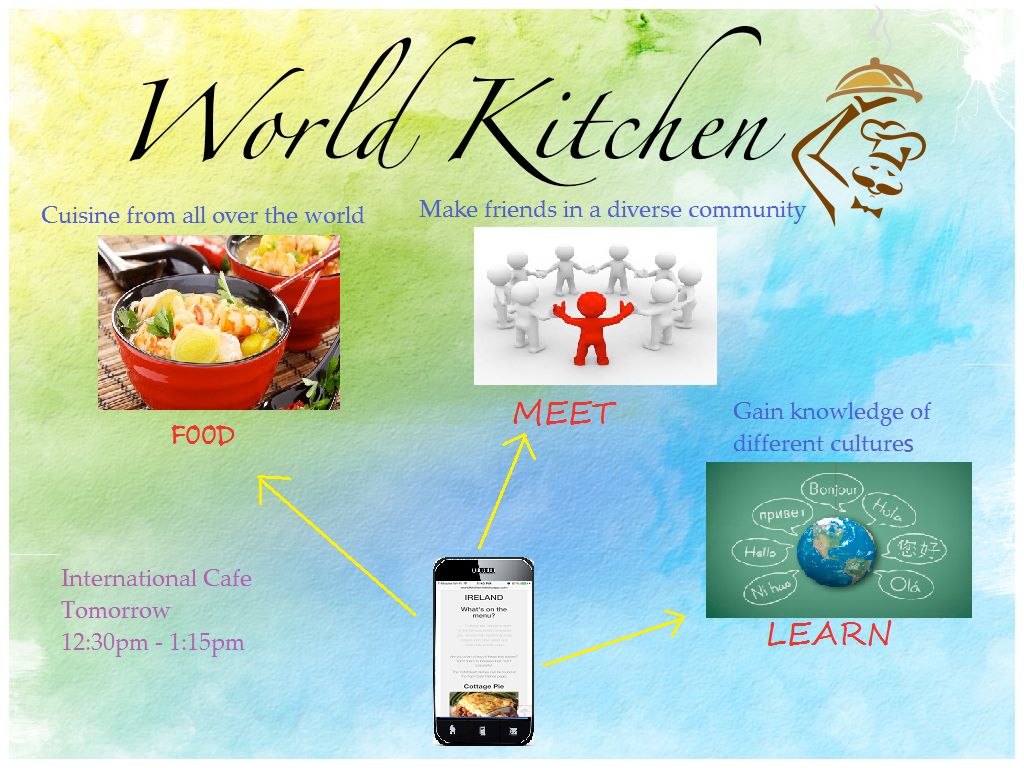 World Kitchen
Cuisine from all over the world
Make friends in a diverse community
FOOD
MEET
Gain knowledge of
different cultures
Bonjour
привет
Hola
Hallo
您好
Ni hao
Olá
LEARN
International Cafe
Tomorrow
12:30pm - 1:15pm
IRELAND
What's on the
menu?
Cottage Pie